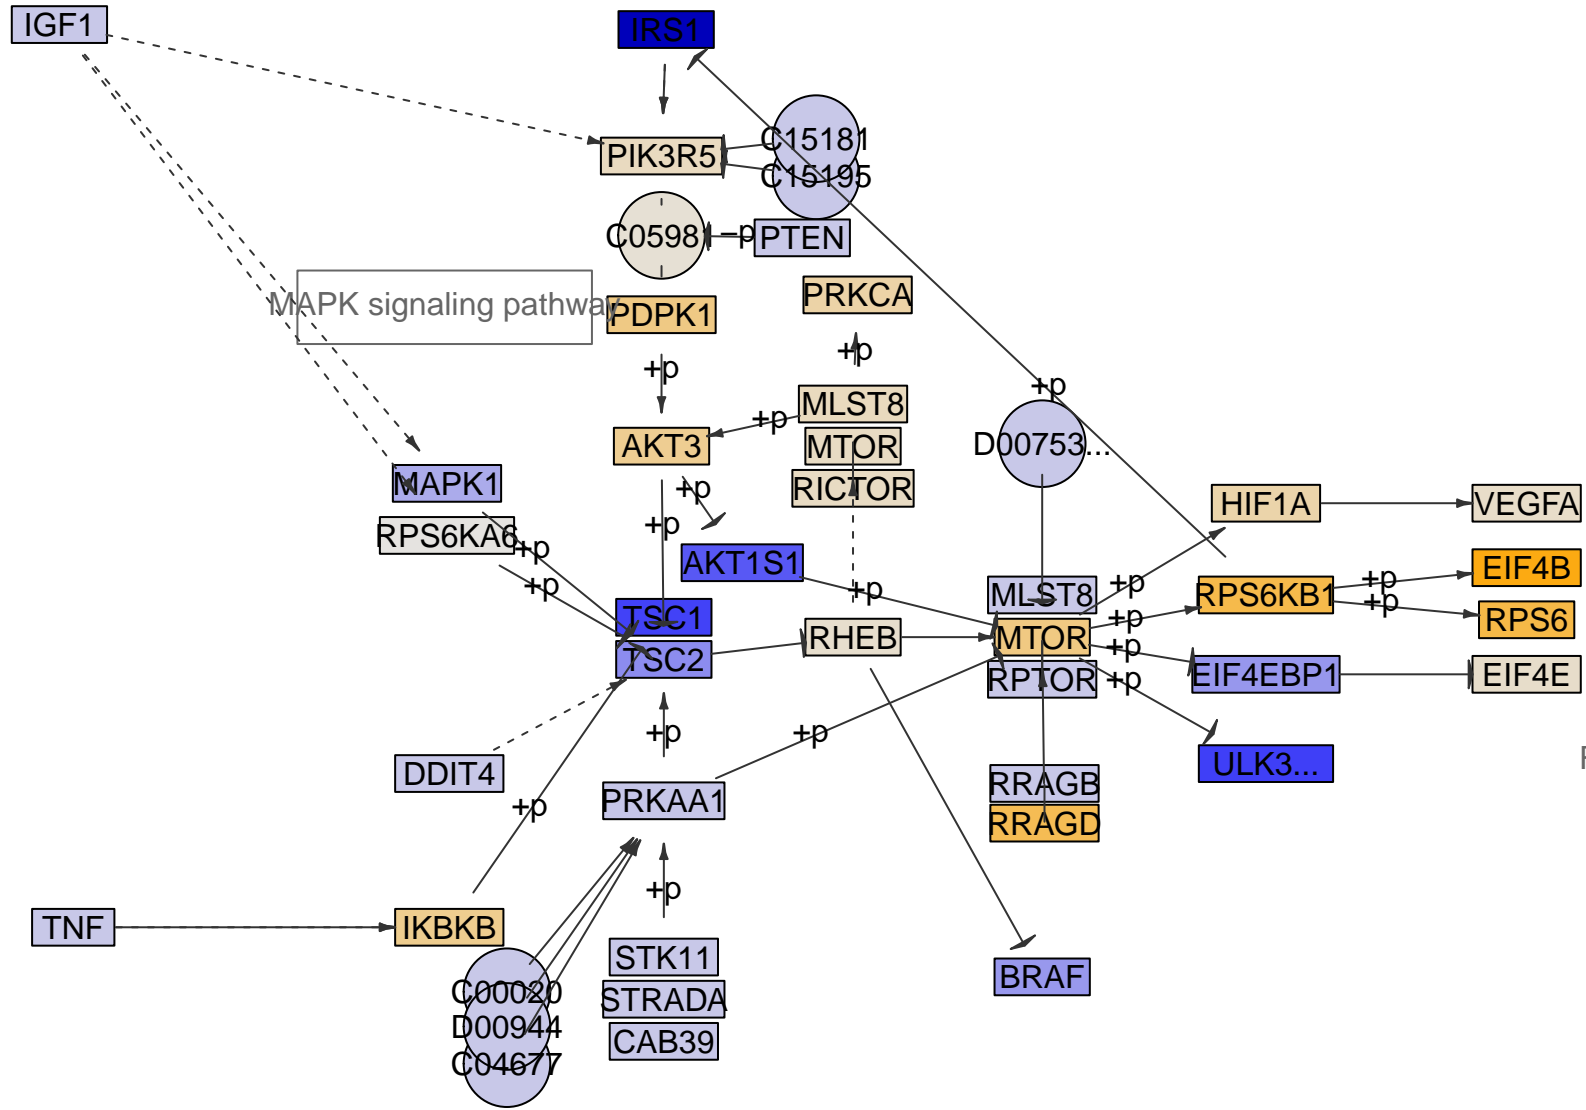 IGF1
IRS1
C15181
PIK3R5
C15195
C0598
-p
PTEN
PRKCA
MAPK signaling pathway
PDPK1
+p
+p
+p
MLST8
+p
AKT3
MTOR
D00753...
MAPK1
+p
RICTOR
HIF1A
VEGFA
RPS6KA6
+p
+p
AKT1S1
EIF4B
+p
+p
+p
+p
MLST8
RPS6KB1
+p
TSC1
+p
RPS6
RHEB
MTOR
+p
TSC2
RPTOR
+p
EIF4EBP1
EIF4E
+p
+p
DDIT4
ULK3...
RRAGB
PRKAA1
+p
RRAGD
+p
TNF
IKBKB
STK11
BRAF
C00020
STRADA
D00944
CAB39
C04677